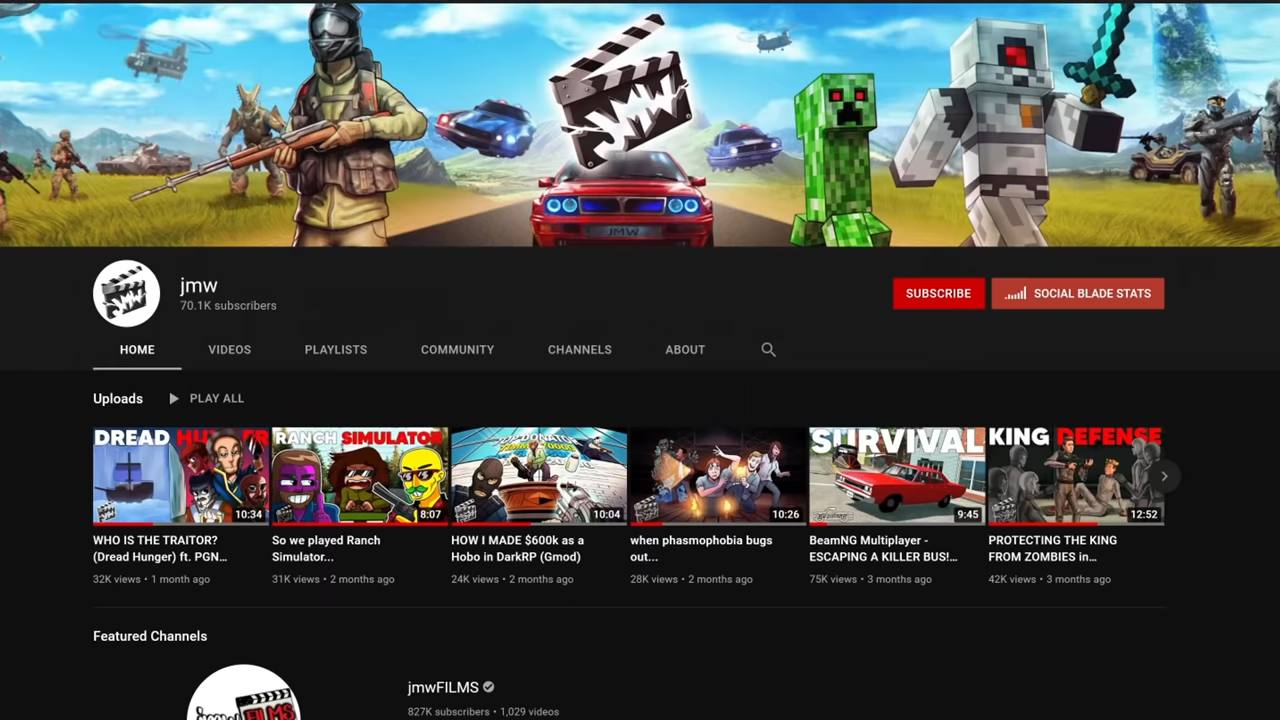 JMW
jmw
70.1K subscribers
SUBSCRIBE
SOCIAL BLADE STATS
HOME
VIDEOS
PLAYLISTS
COMMUNITY
CHANNELS
ABOUT
Uploads
PLAY ALL
DREAD HUNGER
10:34
RANCH SIMULATOR
8:07
10:04
10:26
SURVIVAL
9:45
KING DEFENSE
12:52
WHO IS THE TRAITOR?
(Dread Hunger) ft. PGN...
32K views • 1 month ago
So we played Ranch
Simulator...
31K views • 2 months ago
HOW I MADE $600k as a
Hobo in DarkRP (Gmod)
24K views • 2 months ago
when phasmophobia bugs
out...
28K views • 2 months ago
BeamNG Multiplayer -
ESCAPING A KILLER BUS!...
75K views • 3 months ago
PROTECTING THE KING
FROM ZOMBIES in...
42K views • 3 months ago
Featured Channels
FILMS
jmwFILMS
827K subscribers • 1,029 videos